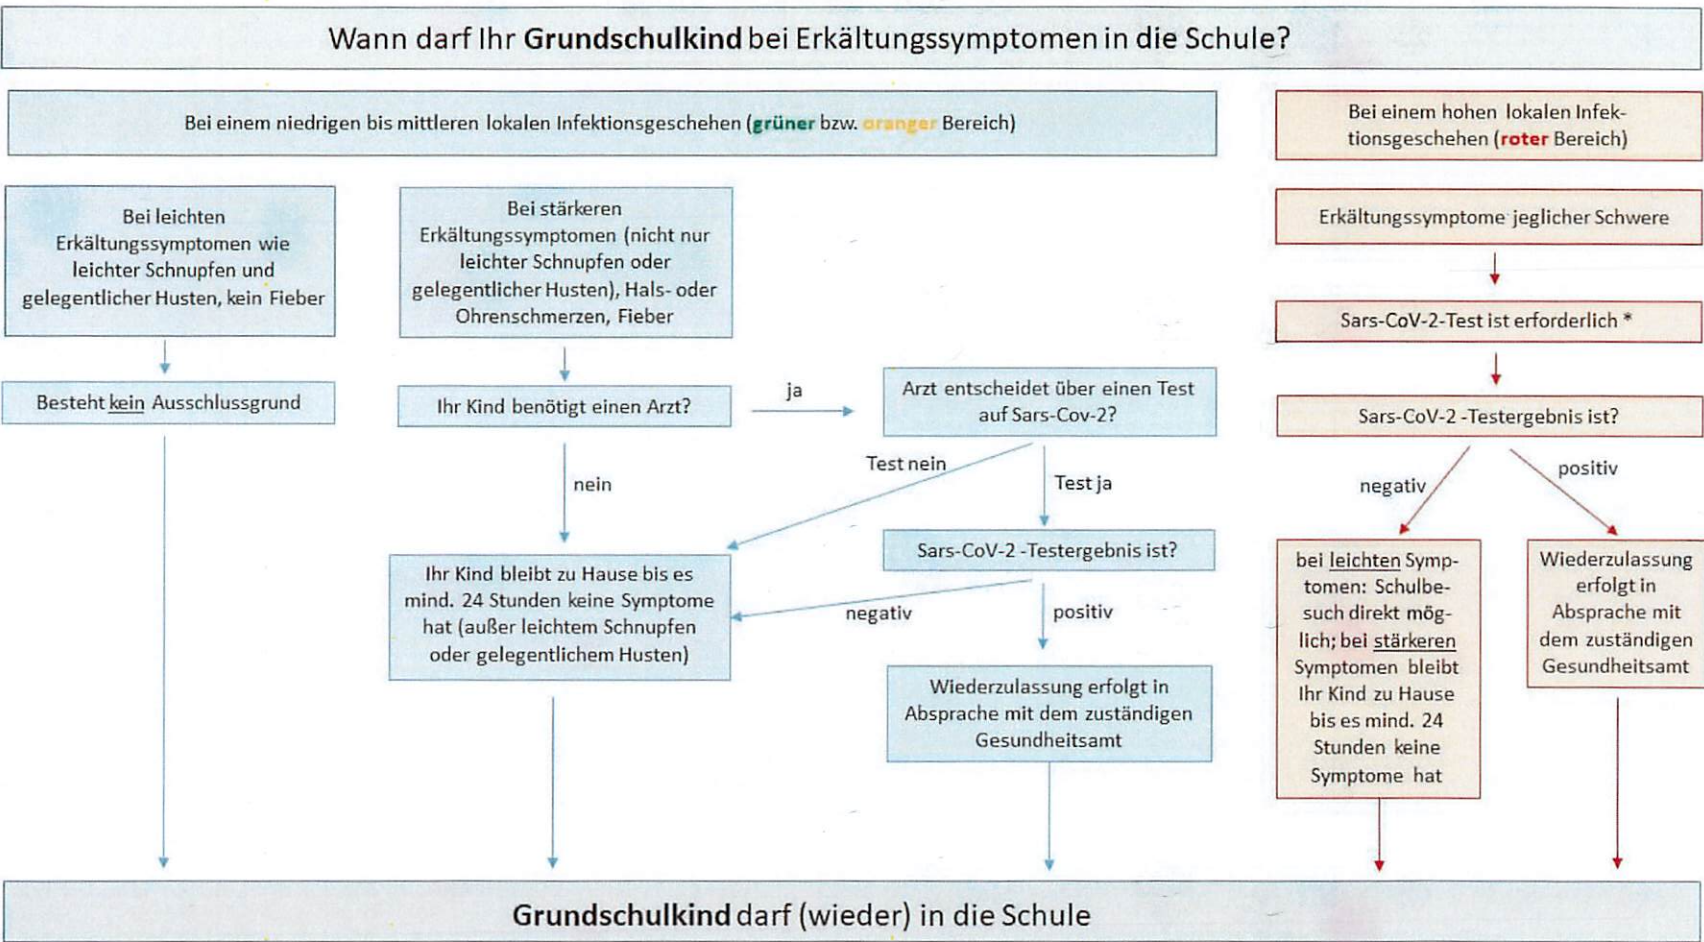 Wann darf Ihr Grundschulkind bei Erkältungssymptomen in die Schule?
Bei einem niedrigen bis mittleren lokalen Infektionsgeschehen (grüner bzw. oranger Bereich)
Bei leichten
Erkältungssymptomen wie
leichter Schnupfen und
gelegentlicher Husten, kein Fieber
Besteht kein Ausschlussgrund
Bei stärkeren
Erkältungssymptomen (nicht nur
leichter Schnupfen oder
gelegentlicher Husten), Hals- oder
Ohrenschmerzen, Fieber
Ihr Kind benötigt einen Arzt?
ja
nein
Arzt entscheidet über einen Test
auf Sars-Cov-2?
Test nein
Test ja
Sars-CoV-2 -Testergebnis ist?
negativ
positiv
Ihr Kind bleibt zu Hause bis es
mind. 24 Stunden keine Symptome
hat (außer leichtem Schnupfen
oder gelegentlichem Husten)
Wiederzulassung erfolgt in
Absprache mit dem zuständigen
Gesundheitsamt
Bei einem hohen lokalen Infek-
tionsgeschehen (roter Bereich)
Erkältungssymptome jeglicher Schwere
Sars-CoV-2-Test ist erforderlich *
Sars-CoV-2 -Testergebnis ist?
negativ
positiv
bei leichten Symp-
tomen: Schulbe-
such direkt mög-
lich; bei stärkeren
Symptomen bleibt
Ihr Kind zu Hause
bis es mind. 24
Stunden keine
Symptome hat
Wiederzulassung
erfolgt in
Absprache mit
dem zuständigen
Gesundheitsamt
Grundschulkind darf (wieder) in die Schule